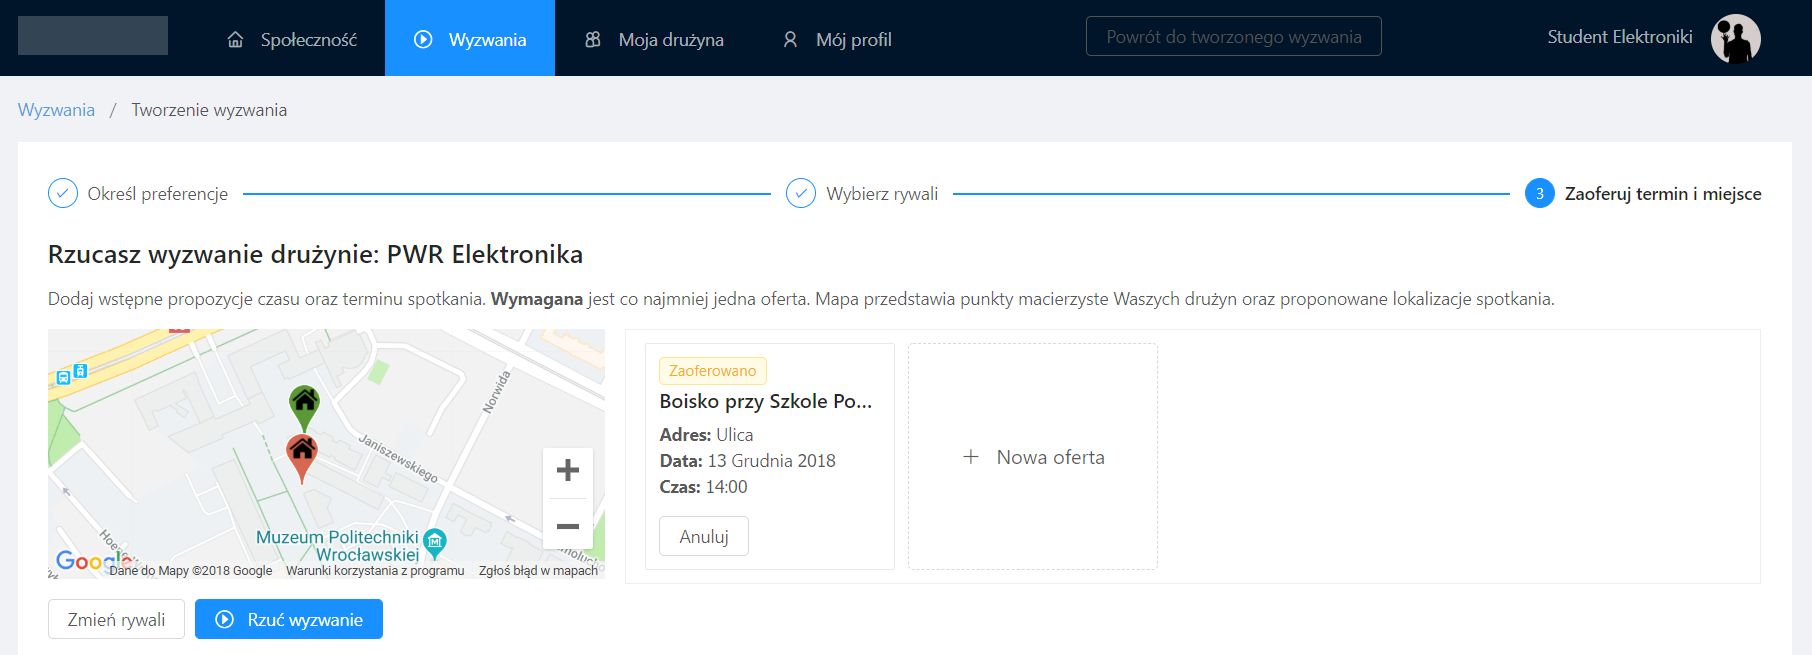 Społeczność
Wyzwania
Moja drużyna
Mój profil
Powrót do tworzonego wyzwania
Student Elektroniki
Wyzwania / Tworzenie wyzwania
Określ preferencje
Wybierz rywali
3 Zaoferuj termin i miejsce
Rzucasz wyzwanie drużynie: PWR Elektronika
Dodaj wstępne propozycje czasu oraz terminu spotkania. Wymagana jest co najmniej jedna oferta. Mapa przedstawia punkty macierzyste Waszych drużyn oraz proponowane lokalizacje spotkania.
Norwida
Janiszewskiego
Muzeum Politechniki
Wrocławskiej
Google
Dane do Mapy ©2018 Google
Warunki korzystania z programu
Zgłoś błąd w mapach
Zaoferowano
Boisko przy Szkole Po...
Adres: Ulica
Data: 13 Grudnia 2018
Czas: 14:00
Anuluj
+ Nowa oferta
Zmień rywali
Rzuć wyzwanie